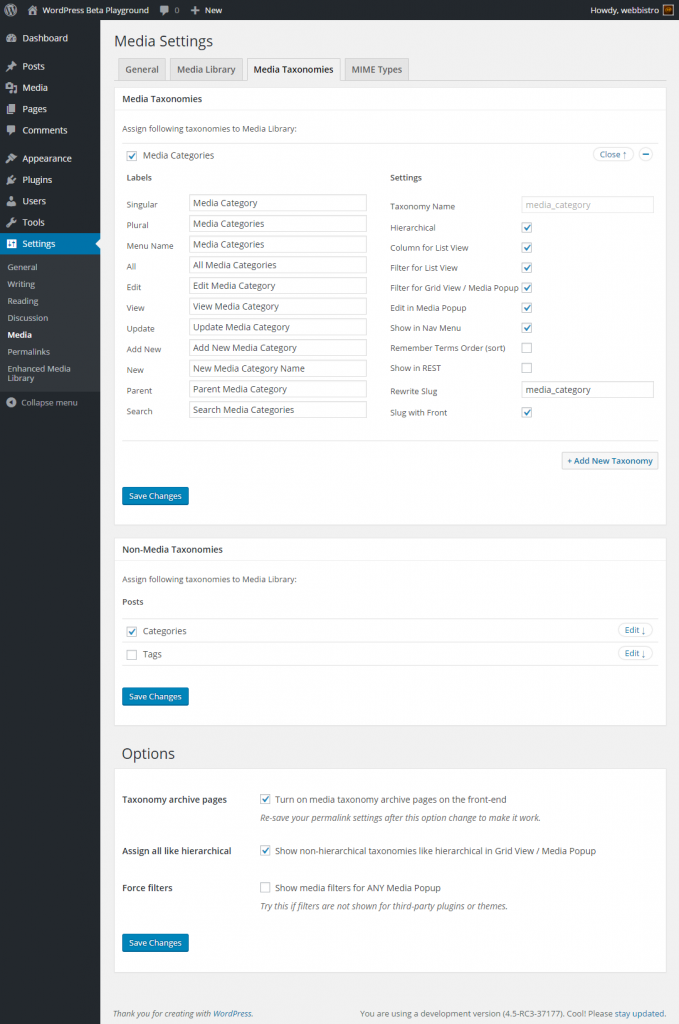 WordPress Beta Playground 0 + New Howdy, webbistro
Dashboard
Posts
Media
Pages
Comments
Appearance
Plugins
Users
Tools
Settings
General
Writing
Reading
Discussion
Media
Permalinks
Enhanced Media
Library
Collapse menu
Media Settings
General Media Library Media Taxonomies MIME Types
Media Taxonomies
Assign following taxonomies to Media Library:
Media Categories Close ↑ −
Labels
Singular Media Category
Plural Media Categories
Menu Name Media Categories
All All Media Categories
Edit Edit Media Category
View View Media Category
Update Update Media Category
Add New Add New Media Category
New New Media Category Name
Parent Parent Media Category
Search Search Media Categories
Settings
Taxonomy Name media_category
Hierarchical
Column for List View
Filter for List View
Filter for Grid View / Media Popup
Edit in Media Popup
Show in Nav Menu
Remember Terms Order (sort)
Show in REST
Rewrite Slug media_category
Slug with Front
+ Add New Taxonomy
Save Changes
Non-Media Taxonomies
Assign following taxonomies to Media Library:
Posts
Categories Edit ↓
Tags Edit ↓
Save Changes
Options
Taxonomy archive pages Turn on media taxonomy archive pages on the front-end
Re-save your permalink settings after this option change to make it work.
Assign all like hierarchical Show non-hierarchical taxonomies like hierarchical in Grid View / Media Popup
Force filters Show media filters for ANY Media Popup
Try this if filters are not shown for third-party plugins or themes.
Save Changes
Thank you for creating with WordPress. You are using a development version (4.5-RC3-37177). Cool! Please stay updated.